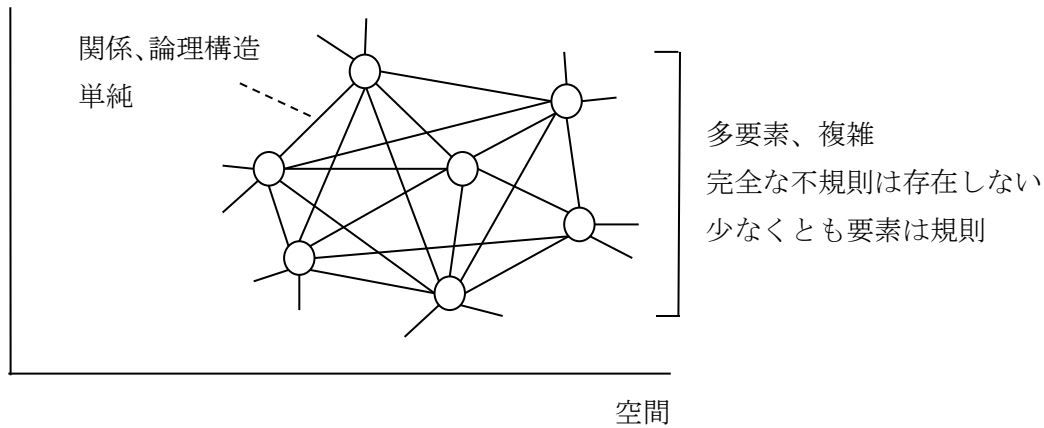 関係、論理構造
単純
多要素、複雑
完全な不規則は存在しない
少なくとも要素は規則
空間